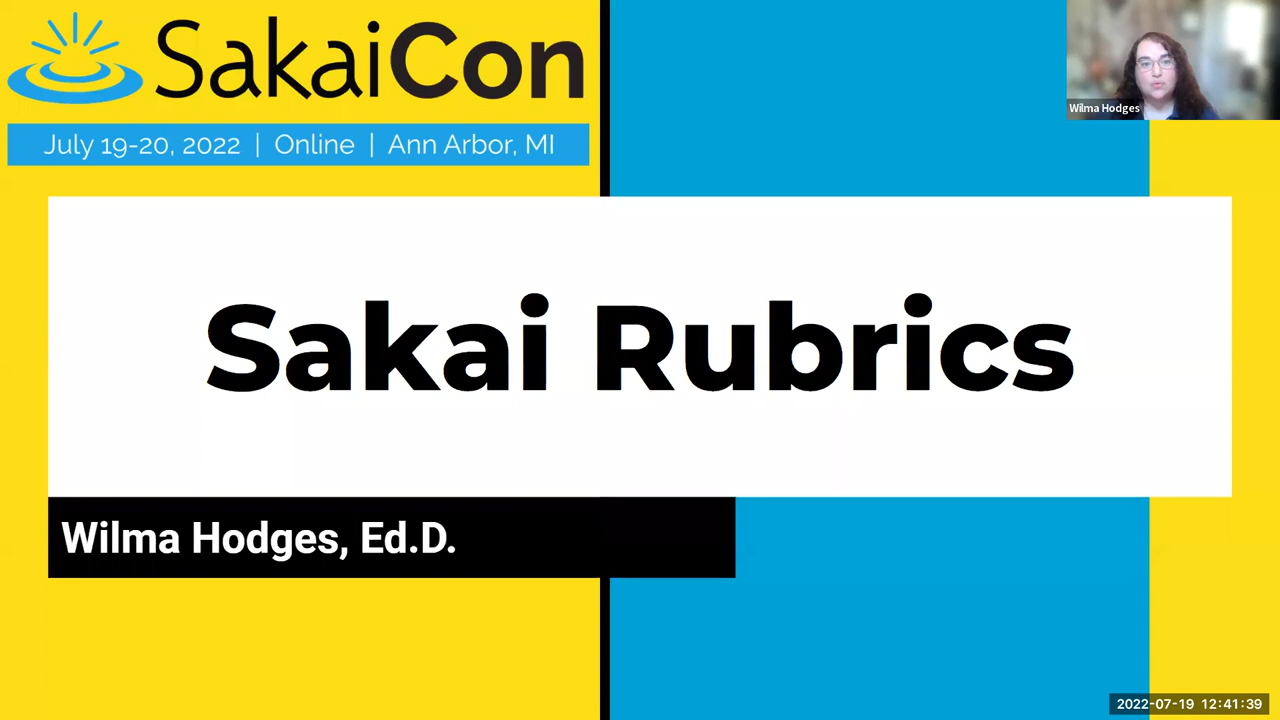 SakaiCon
July 19-20, 2022 | Online | Ann Arbor, MI
Wilma Hodges
Sakai Rubrics
Wilma Hodges, Ed.D.
2022-07-19 12:41:39